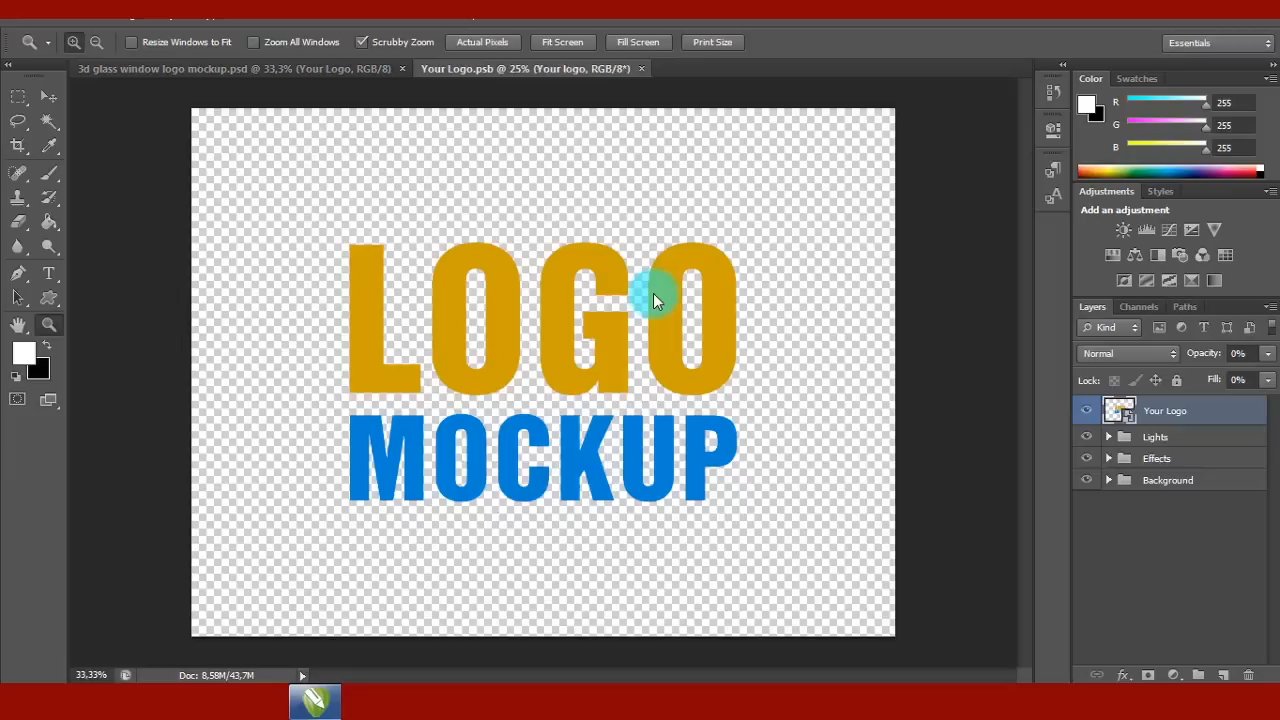 Resize Windows to Fit Zoom All Windows Scrubby Zoom Actual Pixels Fit Screen Fill Screen Print Size Essentials
3d glass window logo mockup.psd @ 33,3% (Your Logo, RGB/8) × Your Logo.psb @ 25% (Your logo, RGB/8*) ×
Color Swatches
R 255
G 255
B 255
Adjustments Styles
Add an adjustment
LOGO
MOCKUP
Layers Channels Paths
Kind
Normal Opacity: 0%
Lock: Fill: 0%
Your Logo
Lights
Effects
Background
33,33% Doc: 8,58M/43,7M